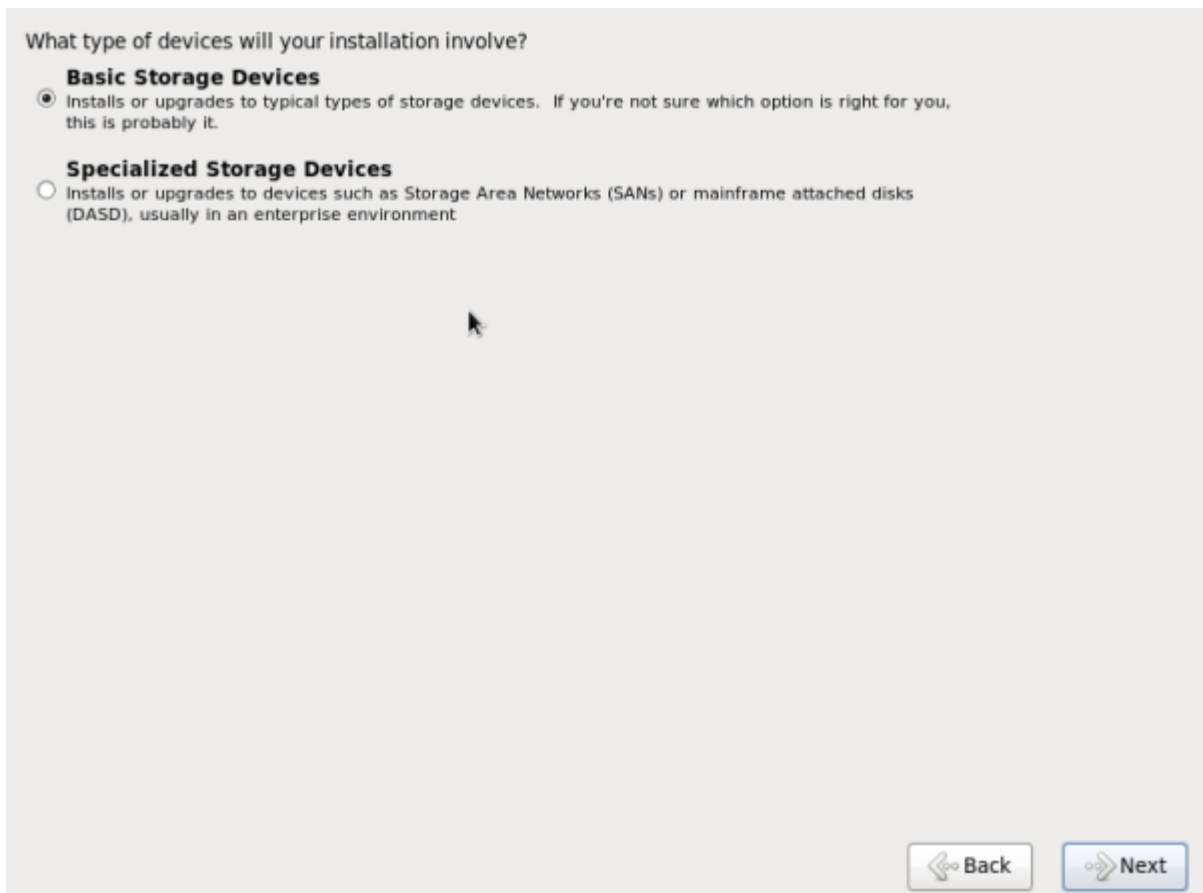 What type of devices will your installation involve?
Basic Storage Devices
Installs or upgrades to typical types of storage devices.  If you're not sure which option is right for you,
this is probably it.
Specialized Storage Devices
Installs or upgrades to devices such as Storage Area Networks (SANs) or mainframe attached disks
(DASD), usually in an enterprise environment
Back
Next